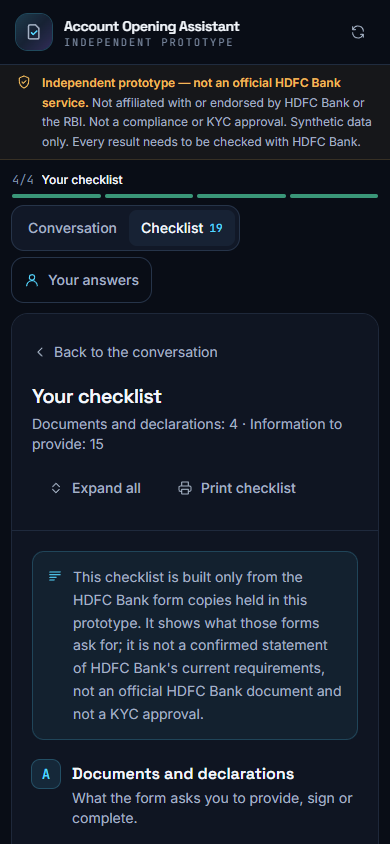 Account Opening Assistant
INDEPENDENT PROTOTYPE
Independent prototype — not an official HDFC Bank
service. Not affiliated with or endorsed by HDFC Bank or
the RBI. Not a compliance or KYC approval. Synthetic data
only. Every result needs to be checked with HDFC Bank.
4/4 Your checklist
Conversation
Checklist 19
Your answers
Back to the conversation
Your checklist
Documents and declarations: 4 · Information to
provide: 15
Expand all
Print checklist
This checklist is built only from the
HDFC Bank form copies held in this
prototype. It shows what those forms
ask for; it is not a confirmed statement
of HDFC Bank's current requirements,
not an official HDFC Bank document and
not a KYC approval.
A Documents and declarations
What the form asks you to provide, sign or
complete.